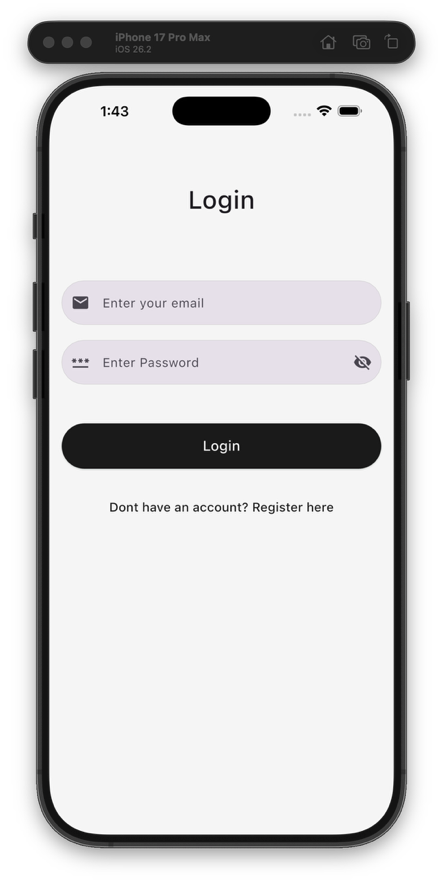 iPhone 17 Pro Max
iOS 26.2
1:43
Login
Enter your email
Enter Password
Login
Dont have an account? Register here